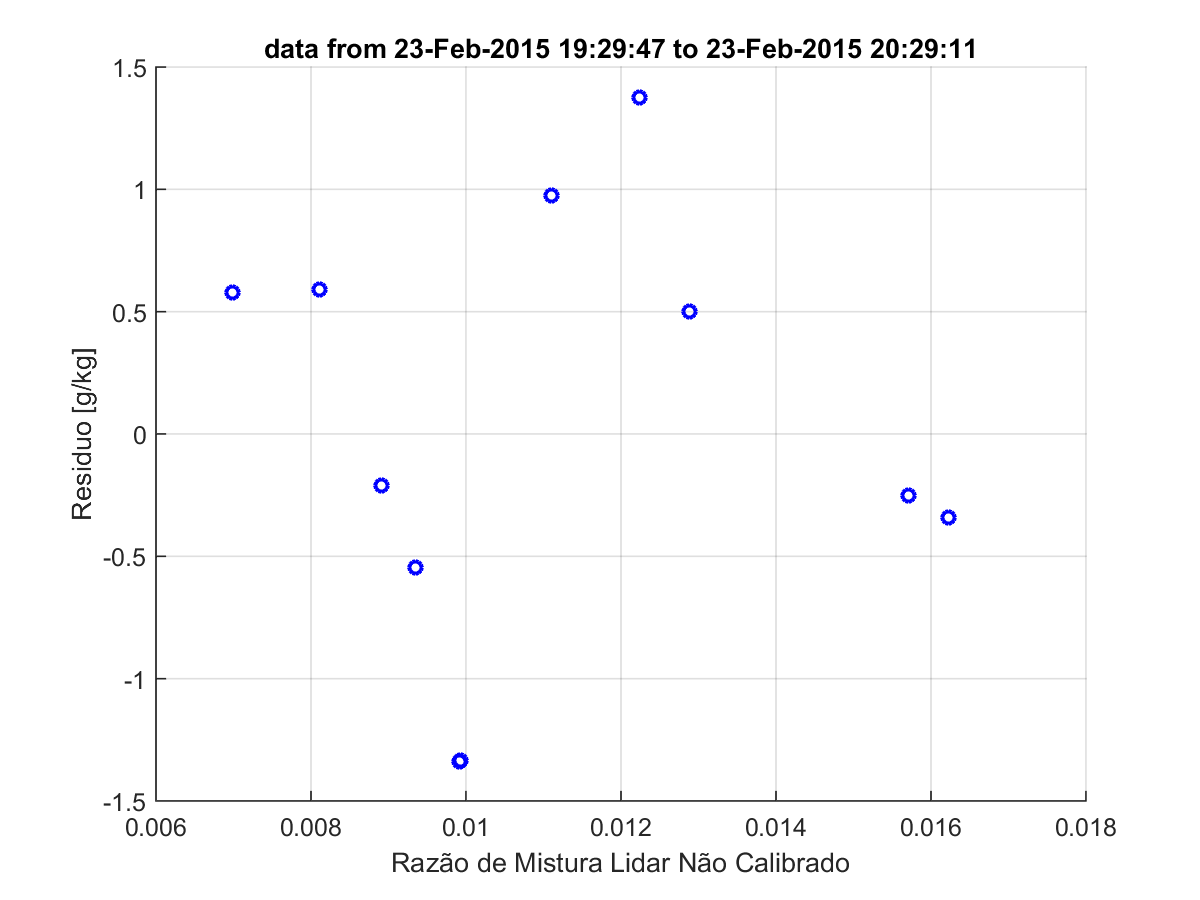 data from 23-Feb-2015 19:29:47 to 23-Feb-2015 20:29:11
1.5
1
0.5
0
-0.5
-1
-1.5
Residuo [g/kg]
0.006 0.008 0.01 0.012 0.014 0.016 0.018
Razão de Mistura Lidar Não Calibrado